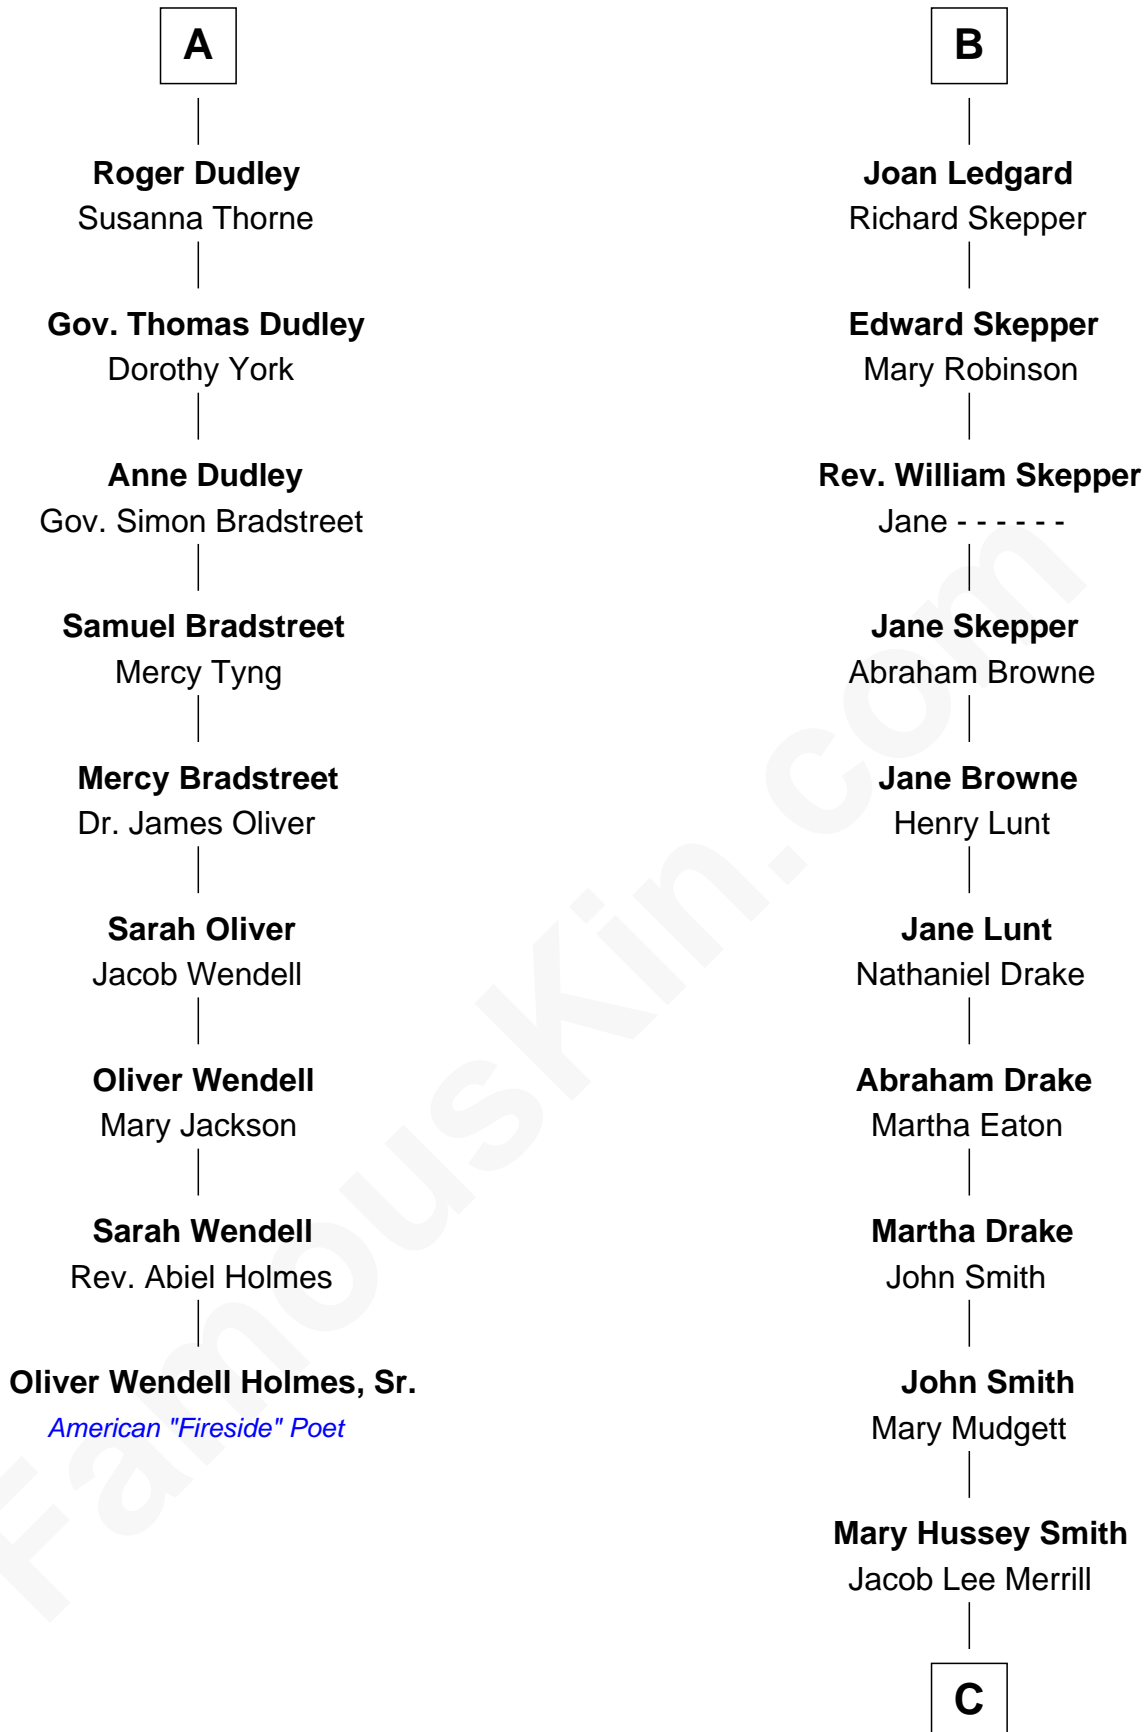 A
Roger Dudley
Susanna Thorne
Gov. Thomas Dudley
Dorothy York
Anne Dudley
Gov. Simon Bradstreet
Samuel Bradstreet
Mercy Tyng
Mercy Bradstreet
Dr. James Oliver
Sarah Oliver
Jacob Wendell
Oliver Wendell
Mary Jackson
Sarah Wendell
Rev. Abiel Holmes
Oliver Wendell Holmes, Sr.
American "Fireside" Poet
B
Joan Ledgard
Richard Skepper
Edward Skepper
Mary Robinson
Rev. William Skepper
Jane - - - - - -
Jane Skepper
Abraham Browne
Jane Browne
Henry Lunt
Jane Lunt
Nathaniel Drake
Abraham Drake
Martha Eaton
Martha Drake
John Smith
John Smith
Mary Mudgett
Mary Hussey Smith
Jacob Lee Merrill
C
FamousKin.com